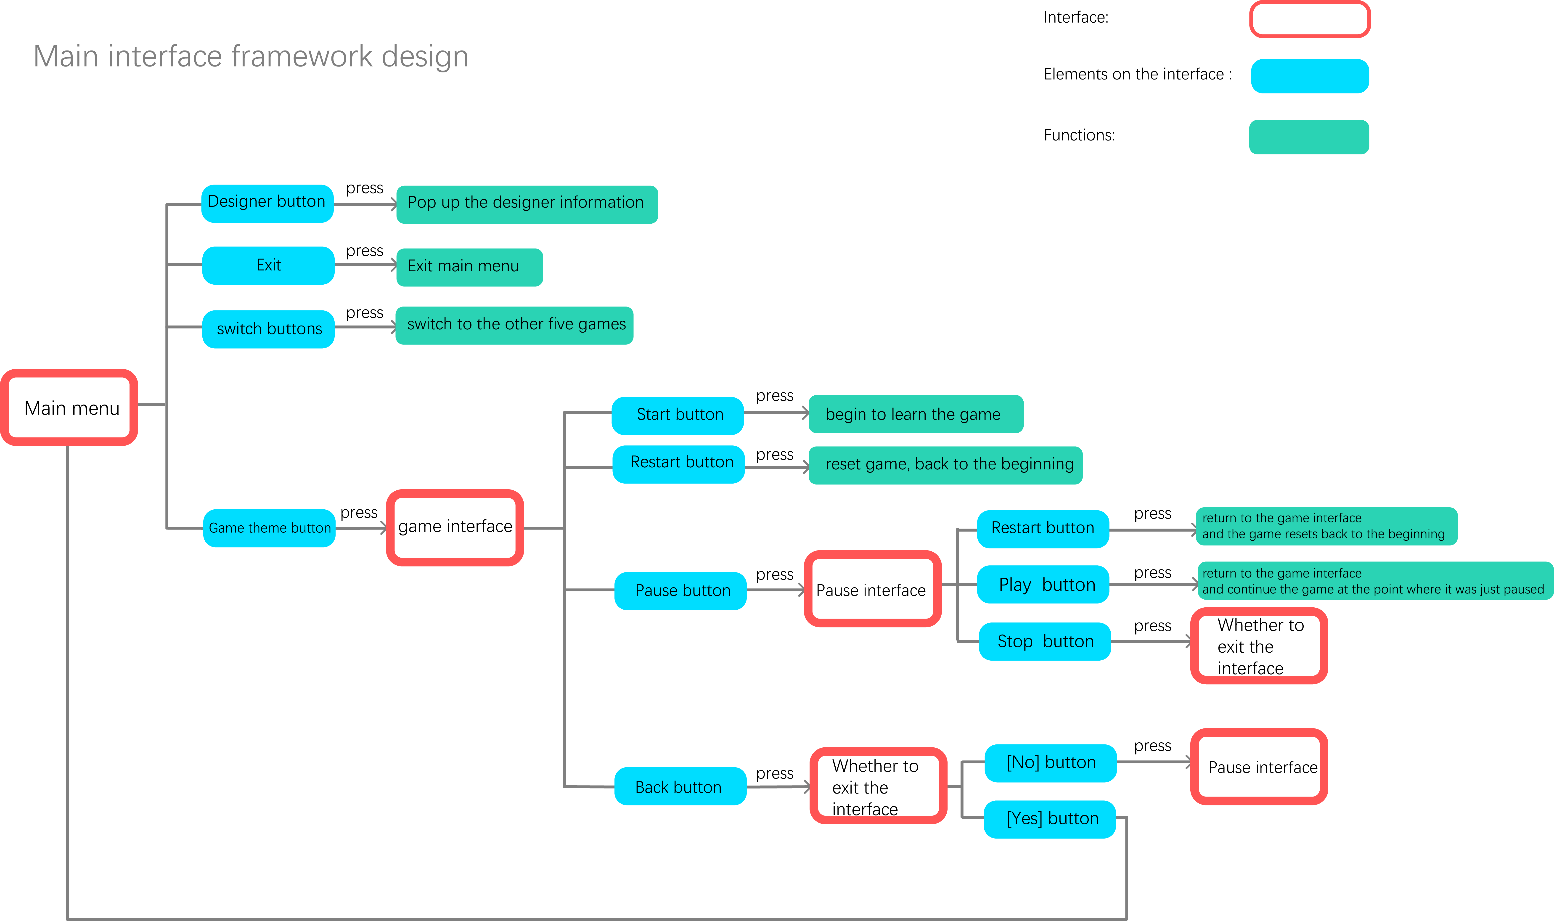 Interface:
Main interface framework design
Elements on the interface :
Functions:
Designer button
press
Pop up the designer information
Exit
press
Exit main menu
switch buttons
press
switch to the other five games
Main menu
Start button
press
begin to learn the game
Restart button
press
reset game, back to the beginning
Game theme button
press
game interface
Restart button
press
return to the game interface
and the game resets back to the beginning
Pause button
press
Pause interface
Play button
press
return to the game interface
and continue the game at the point where it was just paused
Stop button
press
Whether to
exit the
interface
Back button
press
Whether to
exit the
interface
[No] button
press
Pause interface
[Yes] button